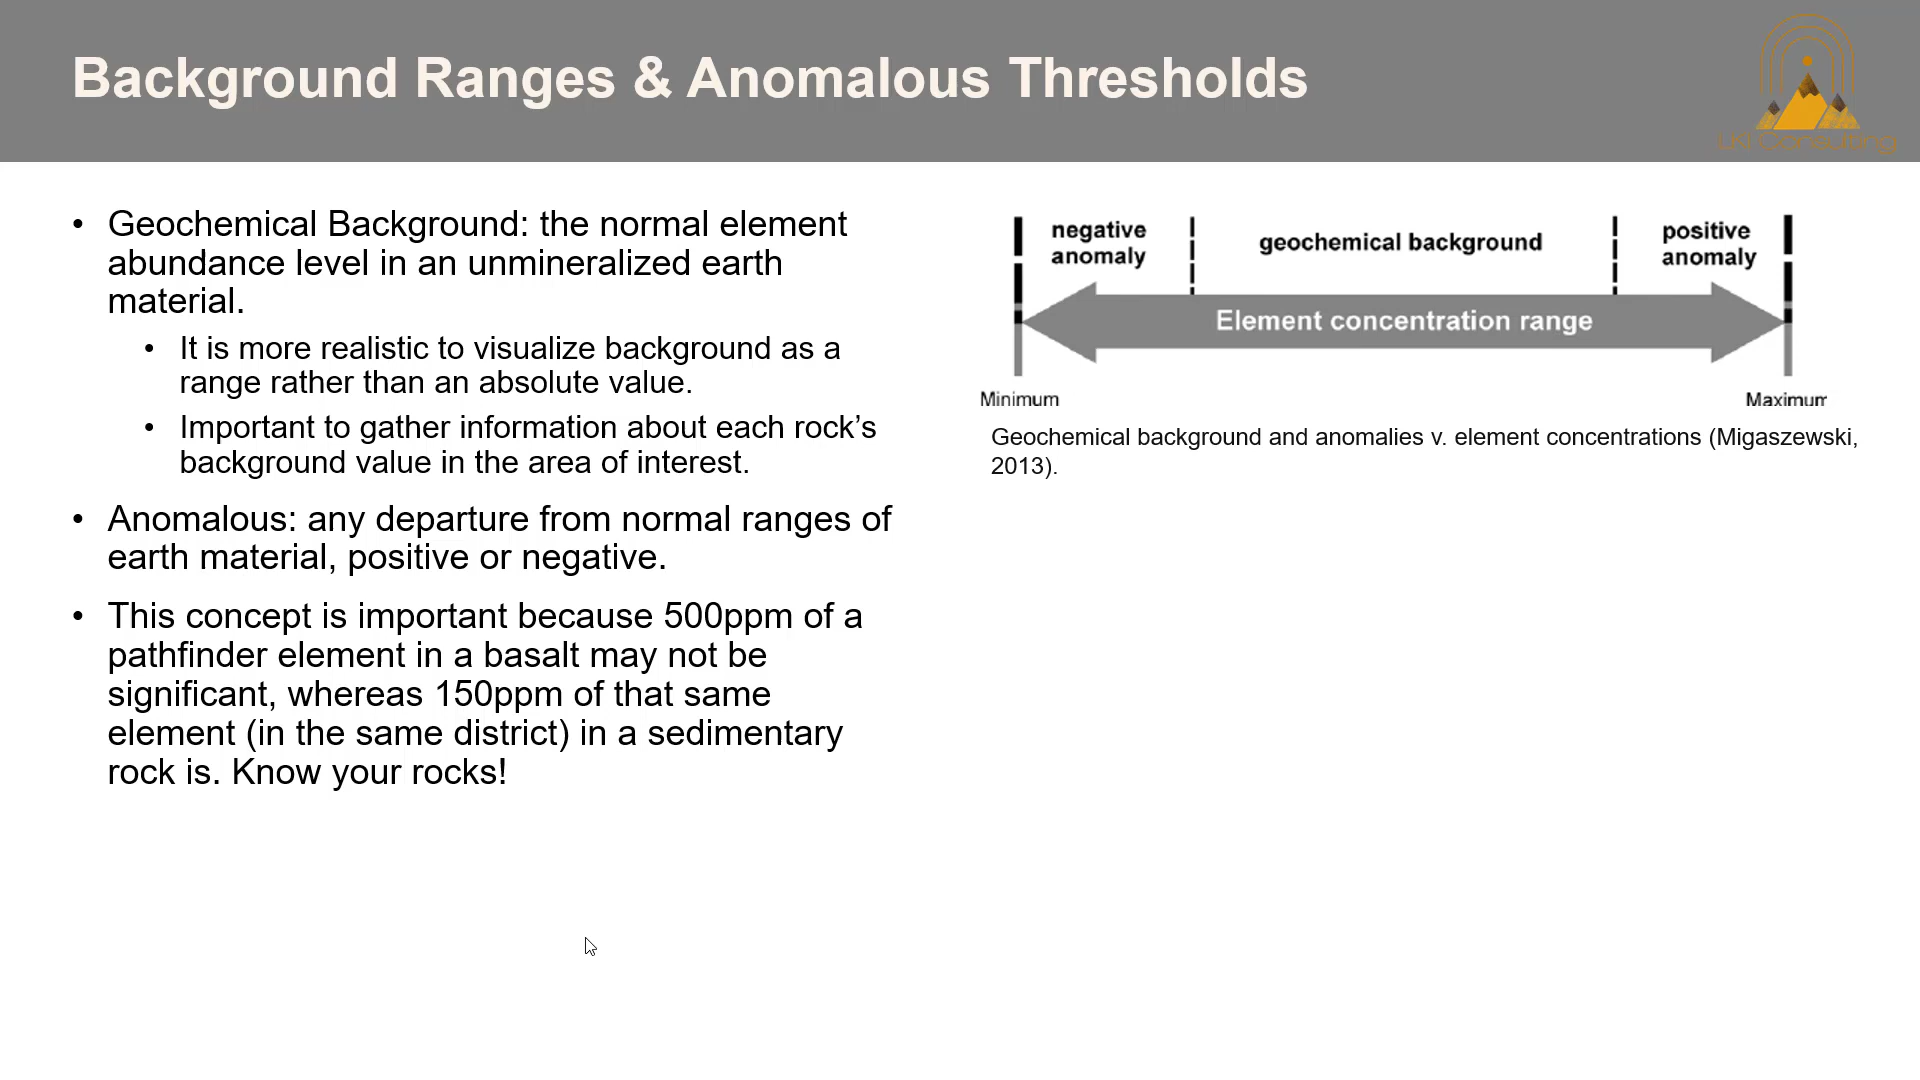 Background Ranges & Anomalous Thresholds
LKI Consulting
• Geochemical Background: the normal element
abundance level in an unmineralized earth
material.
• It is more realistic to visualize background as a
range rather than an absolute value.
• Important to gather information about each rock’s
background value in the area of interest.
• Anomalous: any departure from normal ranges of
earth material, positive or negative.
• This concept is important because 500ppm of a
pathfinder element in a basalt may not be
significant, whereas 150ppm of that same
element (in the same district) in a sedimentary
rock is. Know your rocks!
negative
anomaly
geochemical background
positive
anomaly
Element concentration range
Minimum
Maximum
Geochemical background and anomalies v. element concentrations (Migaszewski,
2013).